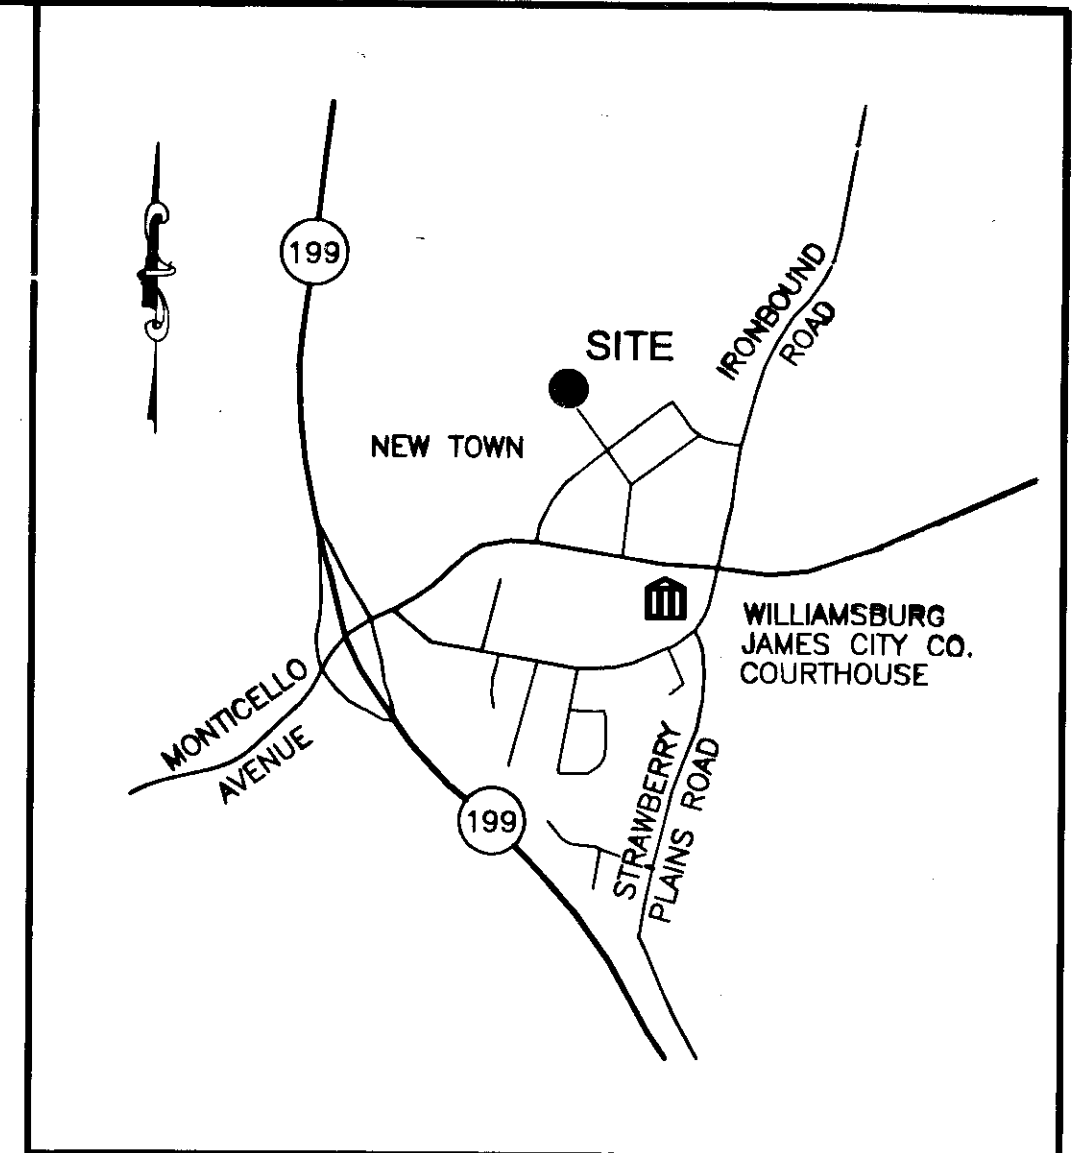 199
SITE
IRONBOUND
ROAD
NEW TOWN
WILLIAMSBURG
JAMES CITY CO.
COURTHOUSE
MONTICELLO
AVENUE
199
STRAWBERRY
PLAINS ROAD